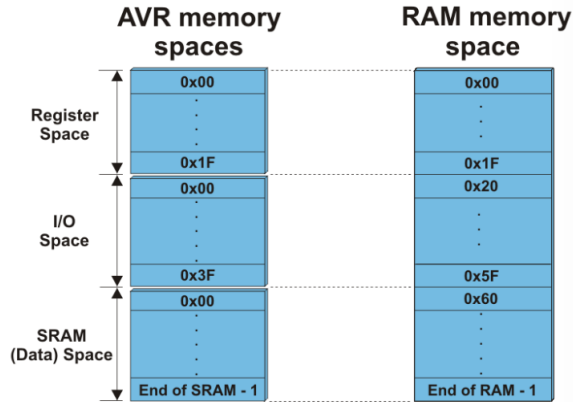 AVR memory
spaces
RAM memory
space
Register
Space
0x00
0x1F
0x00
0x1F
I/O
Space
0x00
0x3F
0x20
0x5F
SRAM
(Data) Space
0x00
End of SRAM - 1
0x60
End of RAM - 1